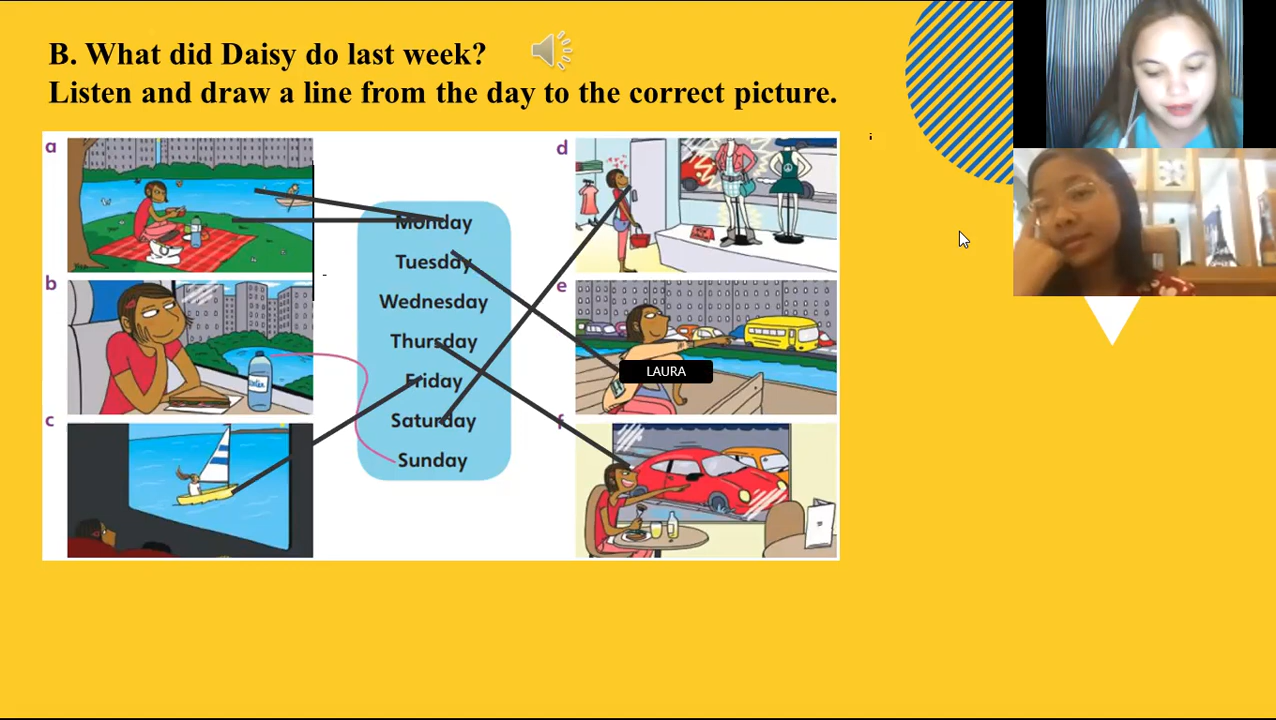 B. What did Daisy do last week?
Listen and draw a line from the day to the correct picture.
a
b
c
Monday
Tuesday
Wednesday
Thursday
Friday
Saturday
Sunday
d
e
LAURA
f